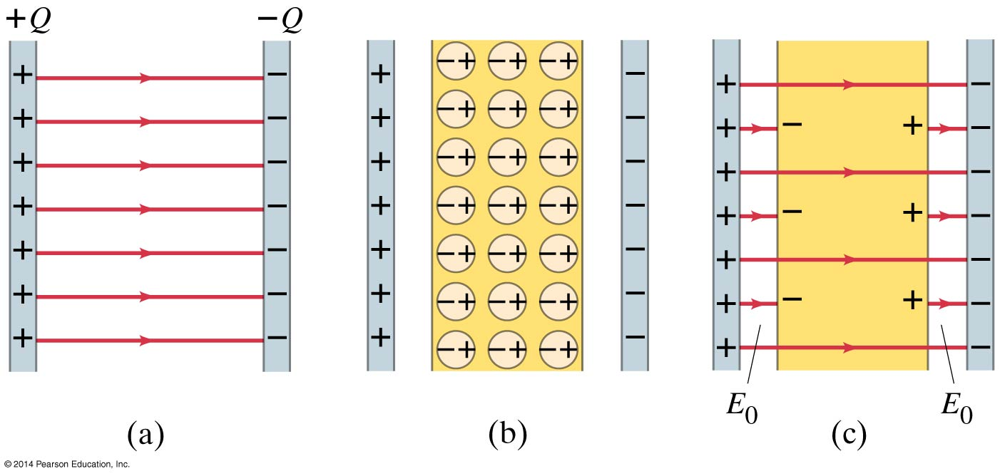 +Q −Q
E₀ E₀
(a) (b) (c)
© 2014 Pearson Education, Inc.